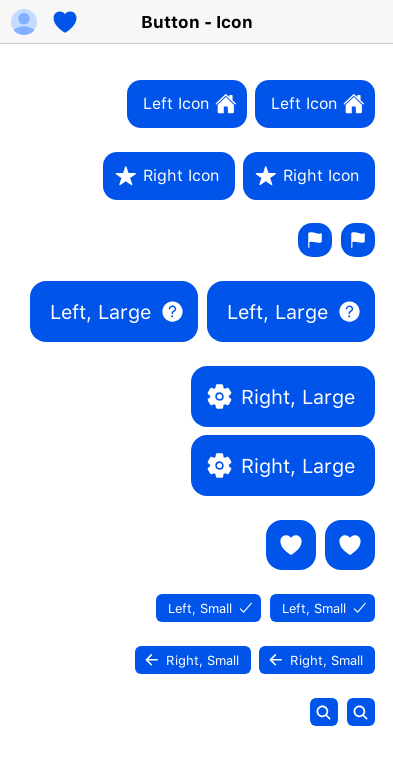 Button - Icon
Left Icon Left Icon
Right Icon Right Icon
Left, Large Left, Large
Right, Large
Right, Large
Left, Small Left, Small
Right, Small Right, Small